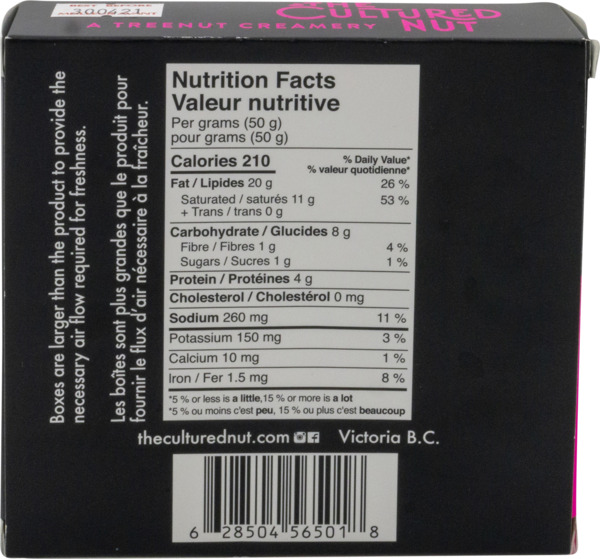 BEST BEFORE
300421
THE
CULTURED
NUT
A TREENUT CREAMERY
Boxes are larger than the product to provide the
necessary air flow required for freshness.
Les boîtes sont plus grandes que le produit pour
fournir le flux d'air nécessaire à la fraîcheur.
Nutrition Facts
Valeur nutritive
Per grams (50 g)
pour grams (50 g)
Calories 210
% Daily Value*
% valeur quotidienne*
Fat / Lipides 20 g 26 %
Saturated / saturés 11 g 53 %
+ Trans / trans 0 g
Carbohydrate / Glucides 8 g
Fibre / Fibres 1 g 4 %
Sugars / Sucres 1 g 1 %
Protein / Protéines 4 g
Cholesterol / Cholestérol 0 mg
Sodium 260 mg 11 %
Potassium 150 mg 3 %
Calcium 10 mg 1 %
Iron / Fer 1.5 mg 8 %
*5 % or less is a little,15 % or more is a lot
*5 % ou moins c'est peu, 15 % ou plus c'est beaucoup
theculturednut.com Victoria B.C.
6 28504 56501 8